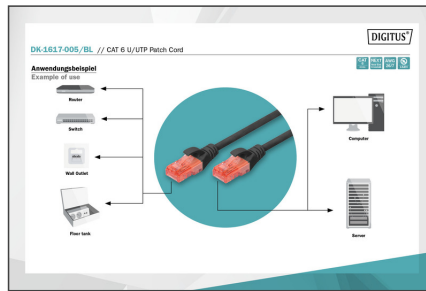 DIGITUS®
DK-1617-005/BL // CAT 6 U/UTP Patch Cord
Anwendungsbeispiel
Example of use
Router
Switch
Wall Outlet
Floor tank
Computer
Server